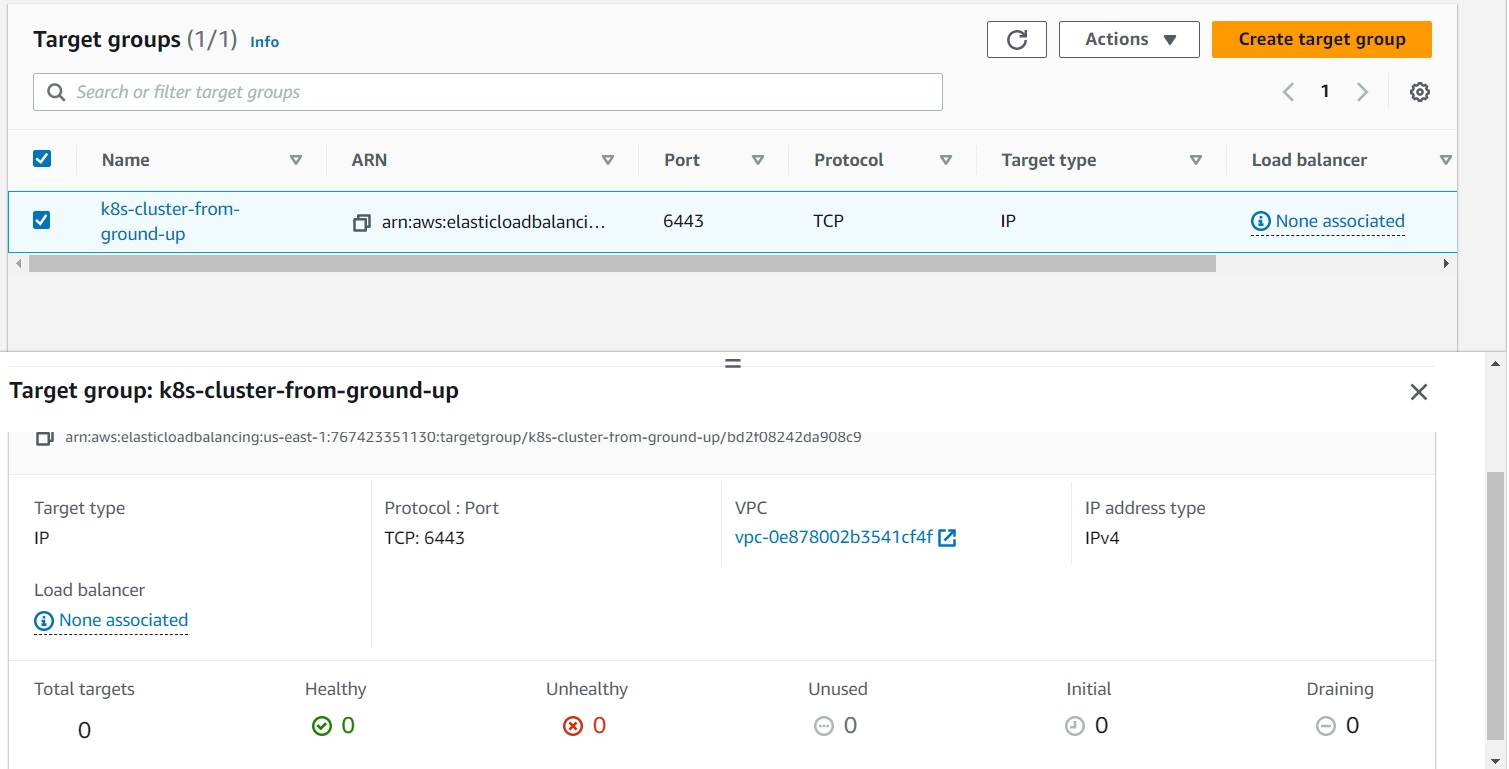 Target groups (1/1) Info
Actions
Create target group
Search or filter target groups
1
Name ARN Port Protocol Target type Load balancer
k8s-cluster-from-
ground-up
arn:aws:elasticloadbalanci... 6443 TCP IP None associated
Target group: k8s-cluster-from-ground-up
arn:aws:elasticloadbalancing:us-east-1:767423351130:targetgroup/k8s-cluster-from-ground-up/bd2f08242da908c9
Target type Protocol : Port VPC IP address type
IP TCP: 6443 vpc-0e878002b3541cf4f IPv4
Load balancer
None associated
Total targets Healthy Unhealthy Unused Initial Draining
0 0 0 0 0 0